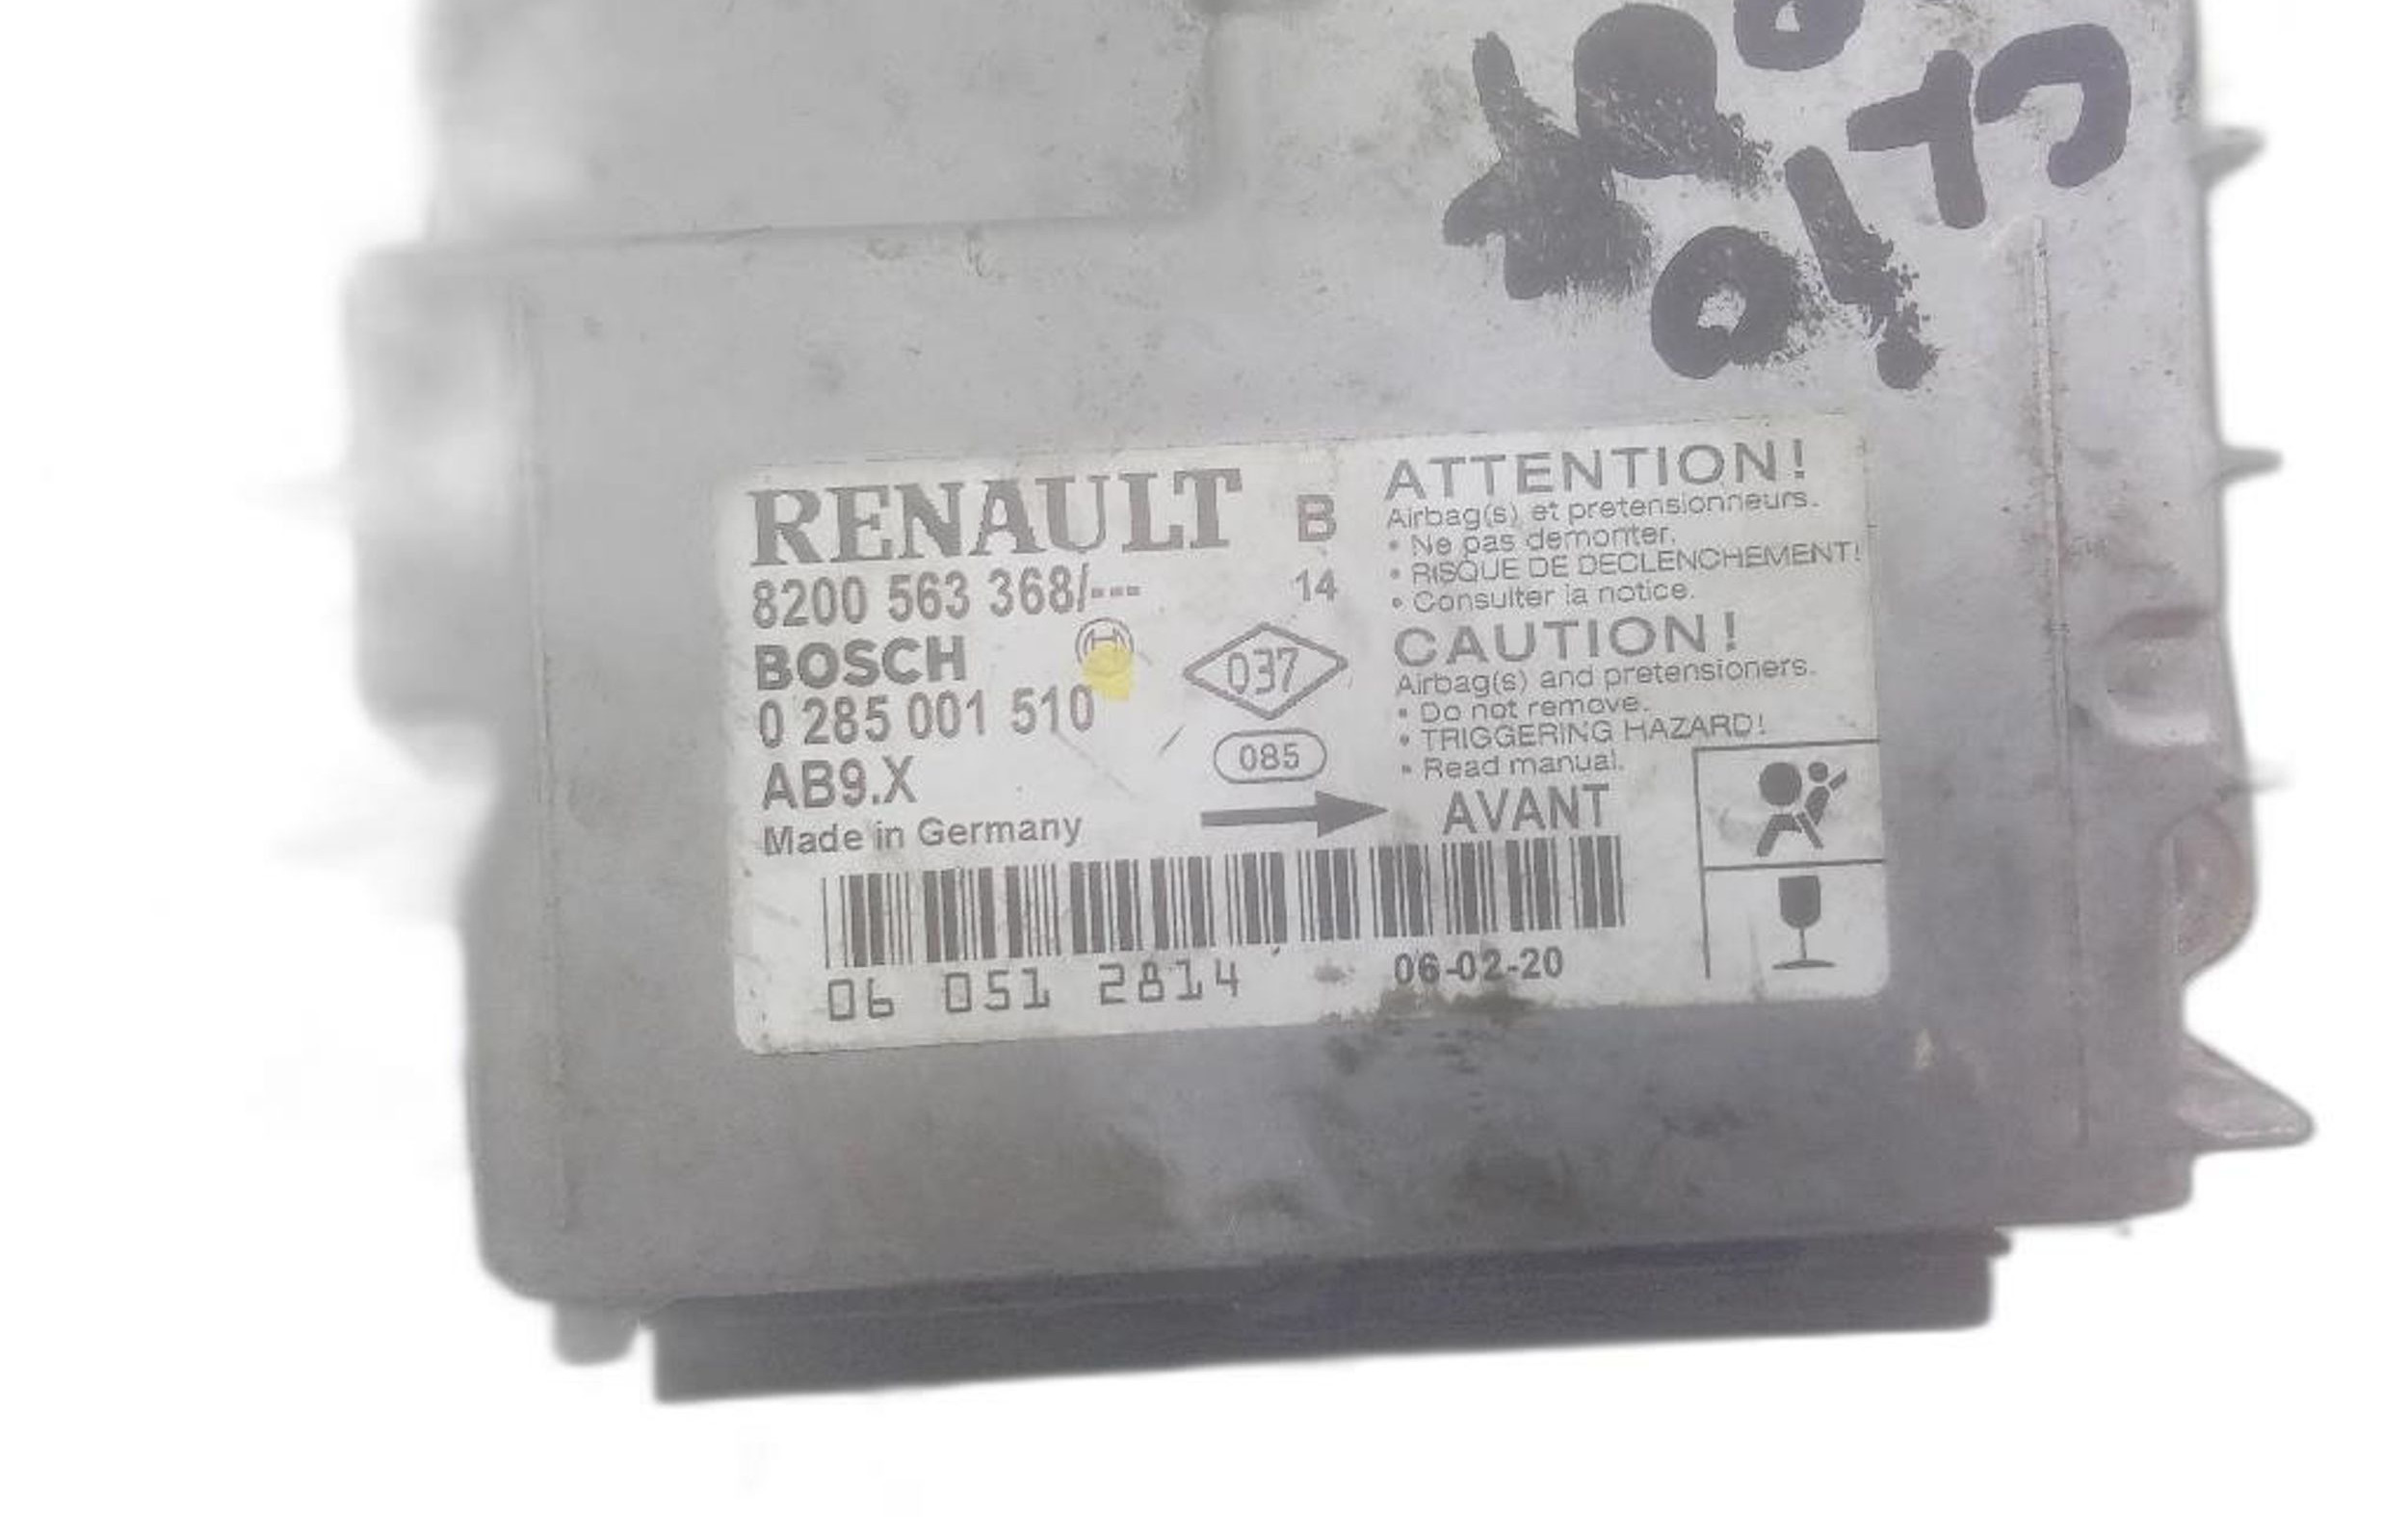 RENAULT B
8200 563 368/--- 14
BOSCH
0 285 001 510
AB9.X
Made in Germany
037
085
ATTENTION!
Airbag(s) et pretensionneurs.
• Ne pas demonter.
• RISQUE DE DECLENCHEMENT!
• Consulter la notice.
CAUTION!
Airbag(s) and pretensioners.
• Do not remove.
• TRIGGERING HAZARD!
• Read manual.
AVANT
06 051 2814
06-02-20